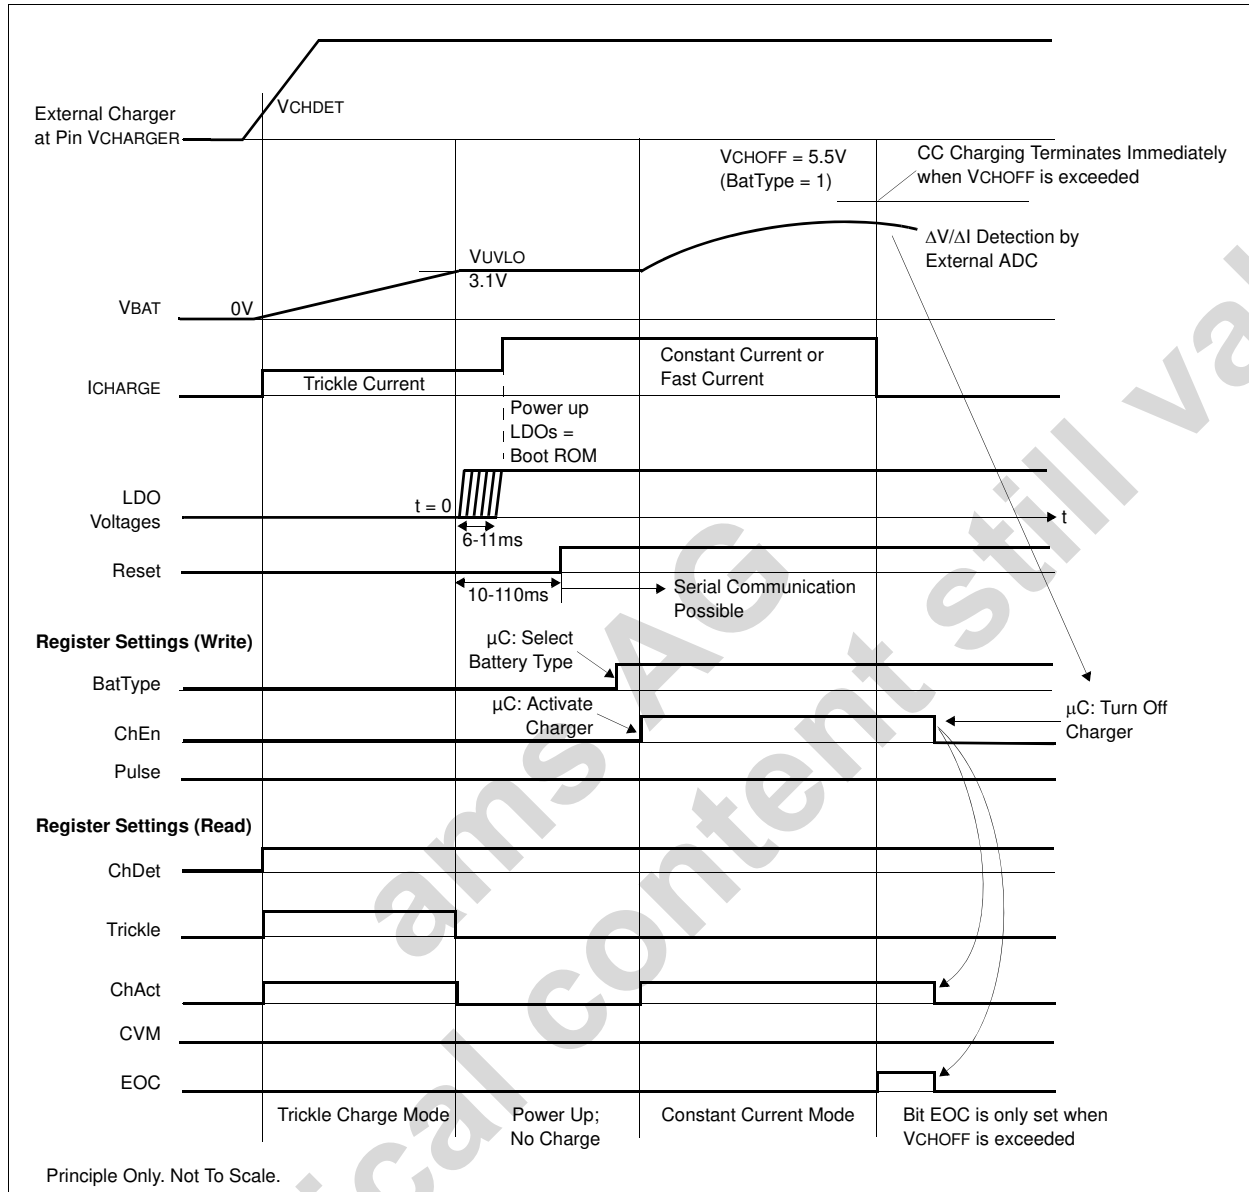 External Charger
at Pin VCHARGER
VCHDET
VCHOFF = 5.5V
(BatType = 1)
CC Charging Terminates Immediately
when VCHOFF is exceeded
ΔV/ΔI Detection by
External ADC
VUVLO
3.1V
VBAT
0V
ICHARGE
Trickle Current
Constant Current or
Fast Current
Power up
LDOs =
Boot ROM
LDO
Voltages
t = 0
t
6-11ms
Reset
10-110ms
Serial Communication
Possible
Register Settings (Write)
µC: Select
Battery Type
BatType
µC: Activate
Charger
ChEn
µC: Turn Off
Charger
Pulse
Register Settings (Read)
ChDet
Trickle
ChAct
CVM
EOC
Trickle Charge Mode
Power Up;
No Charge
Constant Current Mode
Bit EOC is only set when
VCHOFF is exceeded
Principle Only. Not To Scale.
ams AG
content still